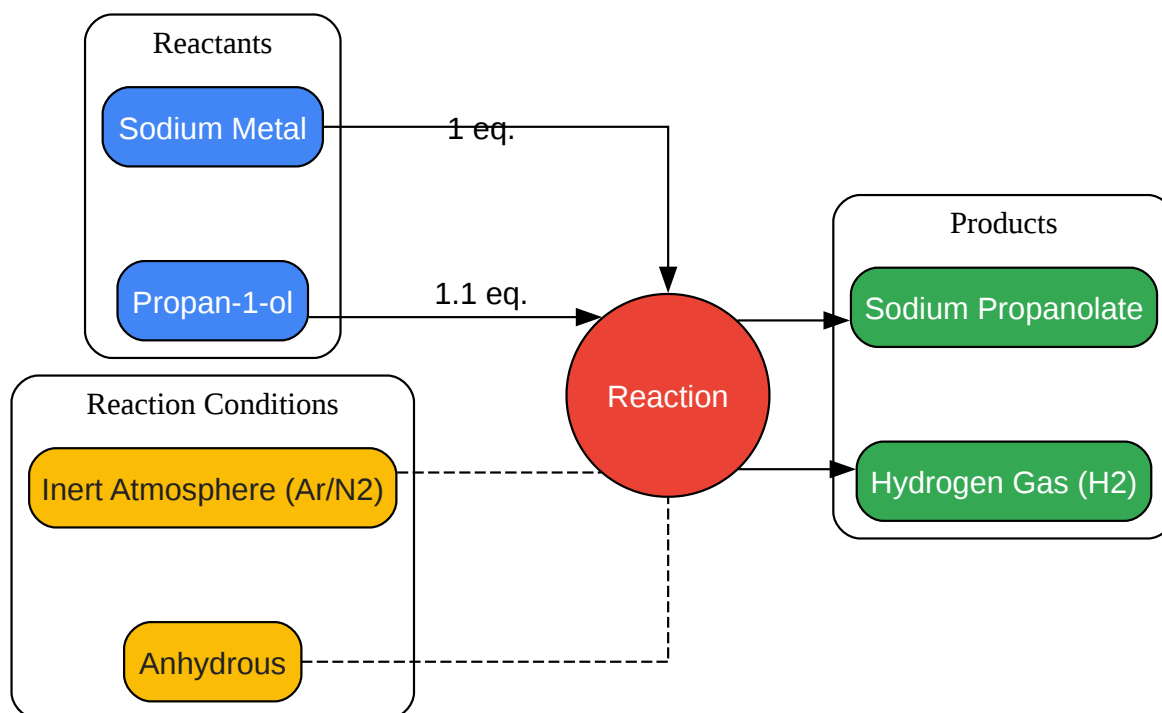 Reactants
Sodium Metal
1 eq.
Propan-1-ol
1.1 eq.
Reaction Conditions
Inert Atmosphere (Ar/N2)
Anhydrous
Reaction
Products
Sodium Propanolate
Hydrogen Gas (H2)